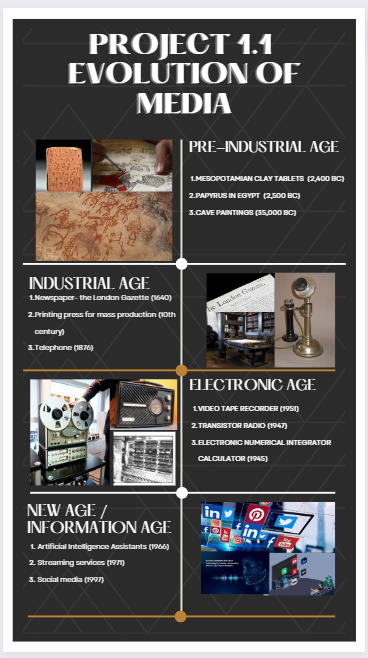 PROJECT 1.1
EVOLUTION OF
MEDIA
PRE-INDUSTRIAL AGE
1.MESOPOTAMIAN CLAY TABLETS (2,400 BC)
2.PAPYRUS IN EGYPT (2,500 BC)
3.CAVE PAINTINGS (35,000 BC)
INDUSTRIAL AGE
1.Newspaper- the London Gazette (1640)
2.Printing press for mass production (10th
century)
3.Telephone (1876)
The London Gazette.
ELECTRONIC AGE
1.VIDEO TAPE RECORDER (1951)
2.TRANSISTOR RADIO (1947)
3.ELECTRONIC NUMERICAL INTEGRATOR
CALCULATOR (1945)
NEW AGE /
INFORMATION AGE
1. Artificial Intelligence Assistants (1966)
2. Streaming services (1971)
3. Social media (1997)